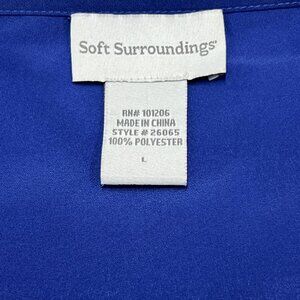 Soft Surroundings®
RN# 101206
MADE IN CHINA
STYLE # 26065
100% POLYESTER
L